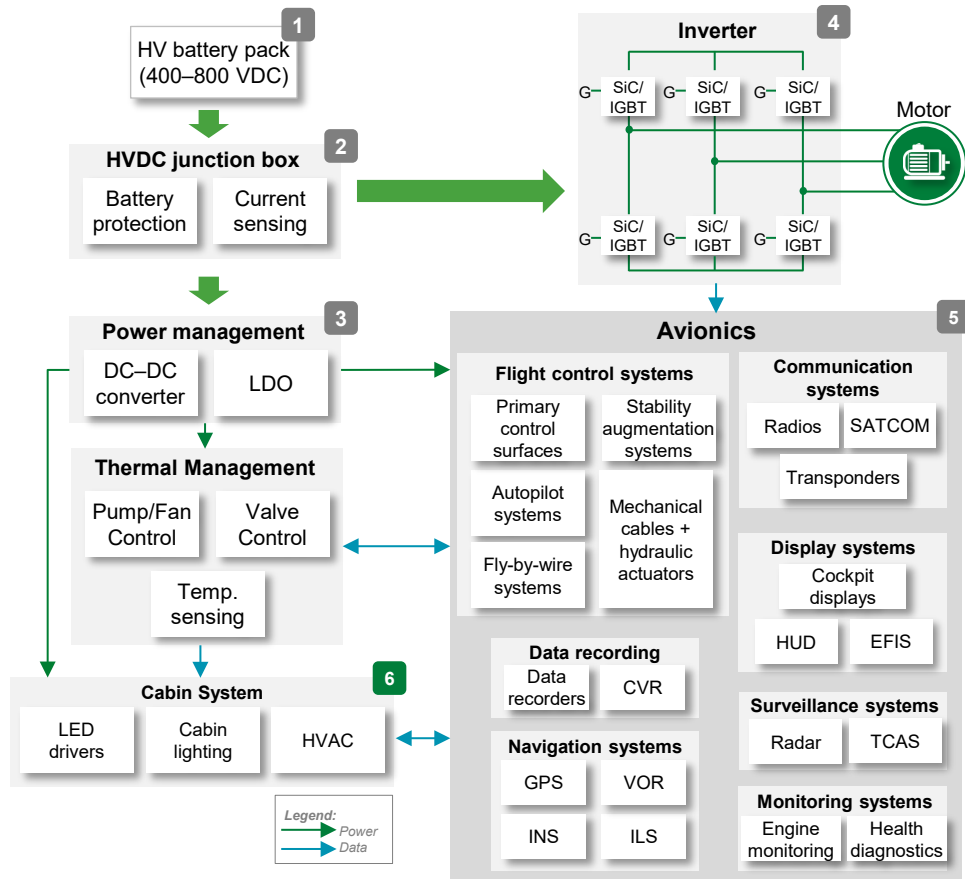 1
HV battery pack
(400–800 VDC)
2
HVDC junction box
Battery
protection
Current
sensing
3
Power management
DC–DC
converter
LDO
Thermal Management
Pump/Fan
Control
Valve
Control
Temp.
sensing
6
Cabin System
LED
drivers
Cabin
lighting
HVAC
Legend:
Power
Data
4
Inverter
G
SiC/
IGBT
G
SiC/
IGBT
G
SiC/
IGBT
Motor
G
SiC/
IGBT
G
SiC/
IGBT
G
SiC/
IGBT
5
Avionics
Flight control systems
Primary
control
surfaces
Stability
augmentation
systems
Autopilot
systems
Mechanical
cables +
hydraulic
actuators
Fly-by-wire
systems
Data recording
Data
recorders
CVR
Navigation systems
GPS
VOR
INS
ILS
Communication
systems
Radios
SATCOM
Transponders
Display systems
Cockpit
displays
HUD
EFIS
Surveillance systems
Radar
TCAS
Monitoring systems
Engine
monitoring
Health
diagnostics